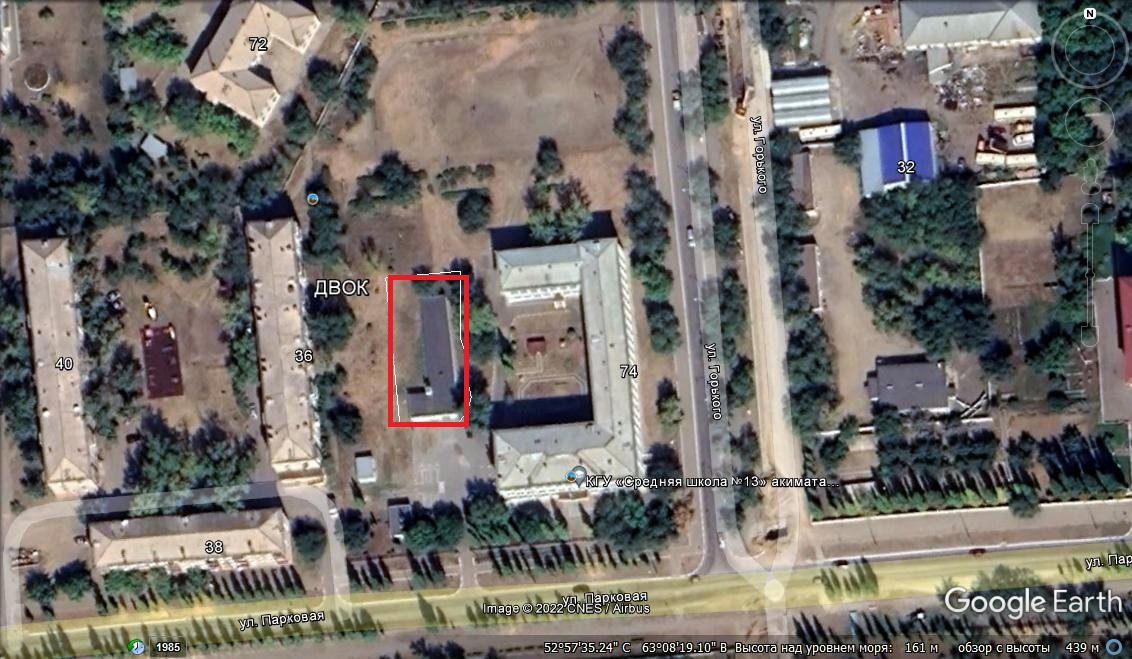 N
72
ул. Горького
32
ДВОК
40
36
74
ул. Горького
КГУ «Средняя школа №13» акимата...
38
ул. Пар
ул. Парковая
ул. Парковая
Image © 2022 CNES / Airbus
Google Earth
1985
52°57'35.24" С 63°08'19.10" В Высота над уровнем моря: 161 м обзор с высоты 439 м